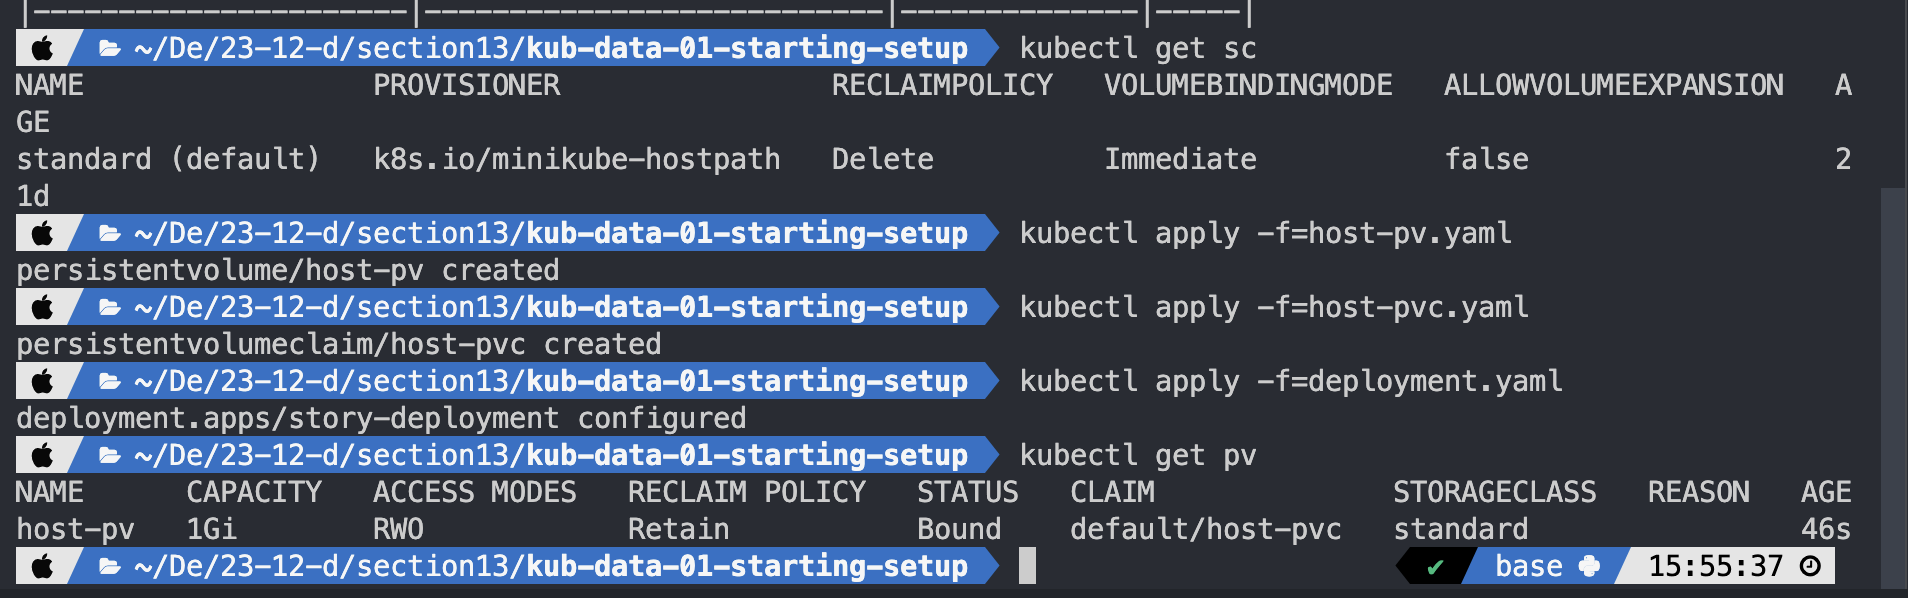 |----------------------|---------------------------|--------------|-----|
~/De/23-12-d/section13/kub-data-01-starting-setup kubectl get sc
NAME PROVISIONER RECLAIMPOLICY VOLUMEBINDINGMODE ALLOWVOLUMEEXPANSION A
GE
standard (default) k8s.io/minikube-hostpath Delete Immediate false 2
1d
~/De/23-12-d/section13/kub-data-01-starting-setup kubectl apply -f=host-pv.yaml
persistentvolume/host-pv created
~/De/23-12-d/section13/kub-data-01-starting-setup kubectl apply -f=host-pvc.yaml
persistentvolumeclaim/host-pvc created
~/De/23-12-d/section13/kub-data-01-starting-setup kubectl apply -f=deployment.yaml
deployment.apps/story-deployment configured
~/De/23-12-d/section13/kub-data-01-starting-setup kubectl get pv
NAME CAPACITY ACCESS MODES RECLAIM POLICY STATUS CLAIM STORAGECLASS REASON AGE
host-pv 1Gi RWO Retain Bound default/host-pvc standard 46s
~/De/23-12-d/section13/kub-data-01-starting-setup ✔ base 15:55:37